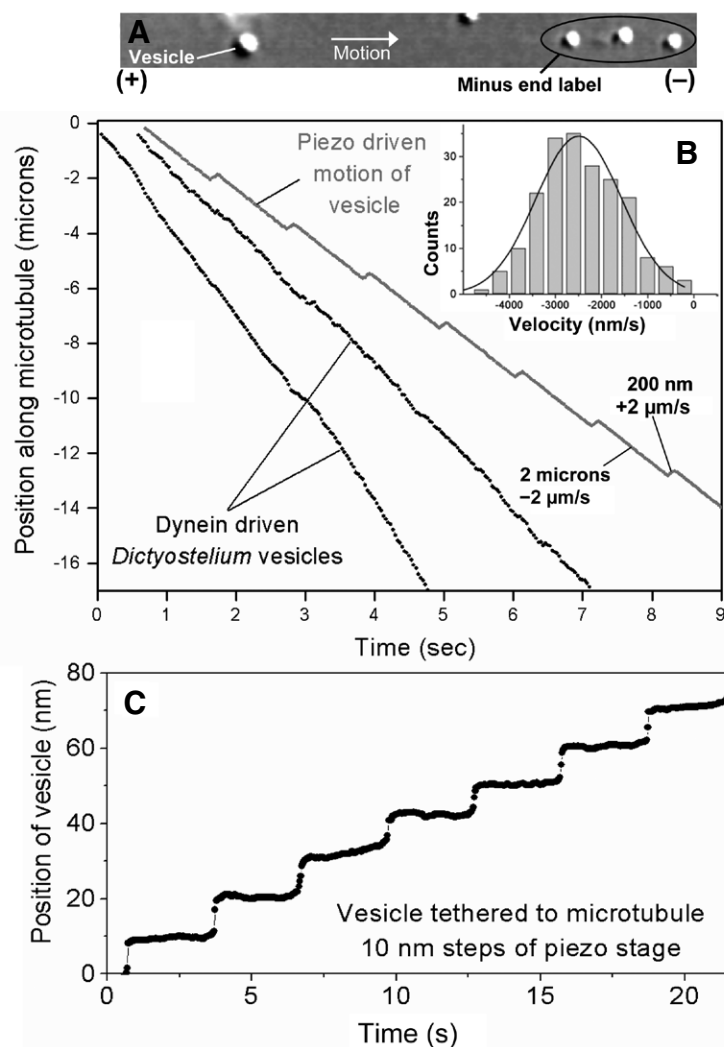 A
Vesicle
Motion
(+)
Minus end label
(–)
B
Position along microtubule (microns)
0
-2
-4
-6
-8
-10
-12
-14
-16
Piezo driven
motion of
vesicle
Counts
30
20
10
0
-4000
-3000
-2000
-1000
0
Velocity (nm/s)
200 nm
+2 µm/s
2 microns
–2 µm/s
Dynein driven
Dictyostelium vesicles
0
1
2
3
4
5
6
7
8
9
Time (sec)
C
Position of vesicle (nm)
80
60
40
20
0
Vesicle tethered to microtubule
10 nm steps of piezo stage
0
5
10
15
20
Time (s)